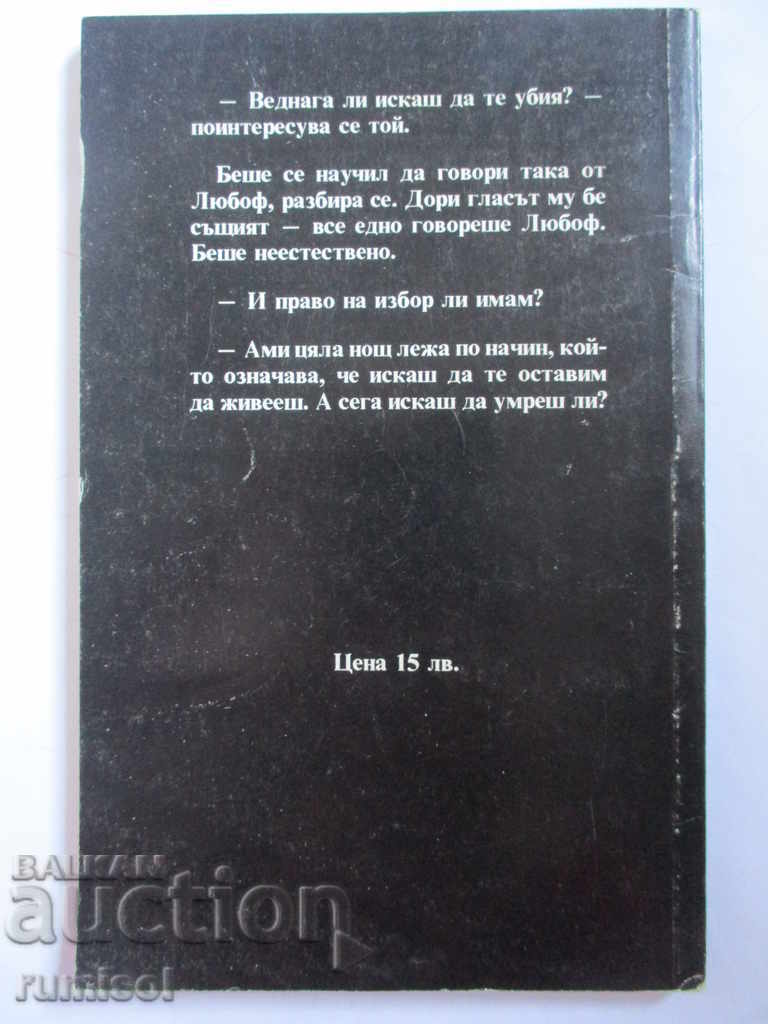 — Веднага ли искаш да те убия? —
поинтересува се той.
Беше се научил да говори така от
Любоф, разбира се. Дори гласът му бе
същият — все едно говореше Любоф.
Беше неестествено.
— И право на избор ли имам?
— Ами цяла нощ лежа по начин, кой-
то означава, че искаш да те оставим
да живееш. А сега искаш да умреш ли?
Цена 15 лв.
БАЛКАН
auction
rumisol